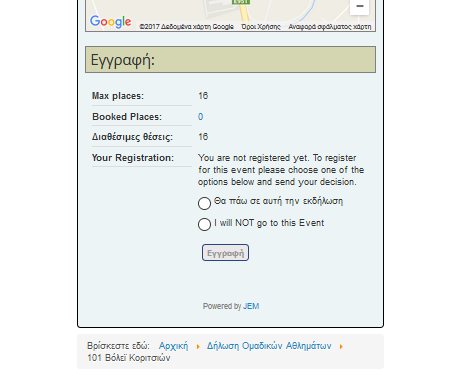 E951
Google ©2017 Δεδομένα χάρτη Google Όροι Χρήσης Αναφορά σφάλματος χάρτη
Εγγραφή:
Max places: 16
Booked Places: 0
Διαθέσιμες θέσεις: 16
Your Registration: You are not registered yet. To register
for this event please choose one of the
options below and send your decision.
Θα πάω σε αυτή την εκδήλωση
I will NOT go to this Event
Εγγραφή
Powered by JEM
Βρίσκεστε εδώ: Αρχική Δήλωση Ομαδικών Αθλημάτων
101 Βόλεϊ Κοριτσιών